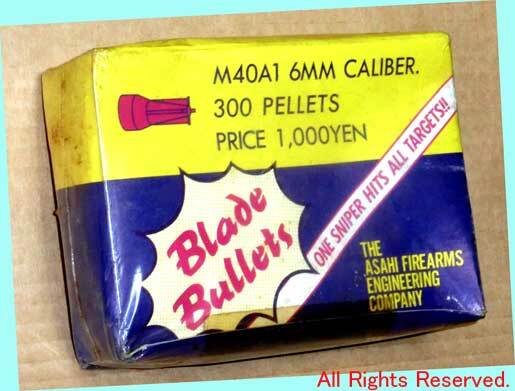 M40A1 6MM CALIBER.
300 PELLETS
PRICE 1,000YEN
Blade
Bullets
ONE SNIPER HITS ALL TARGETS!!
THE
ASAHI FIREARMS
ENGINEERING
COMPANY
All Rights Reserved.